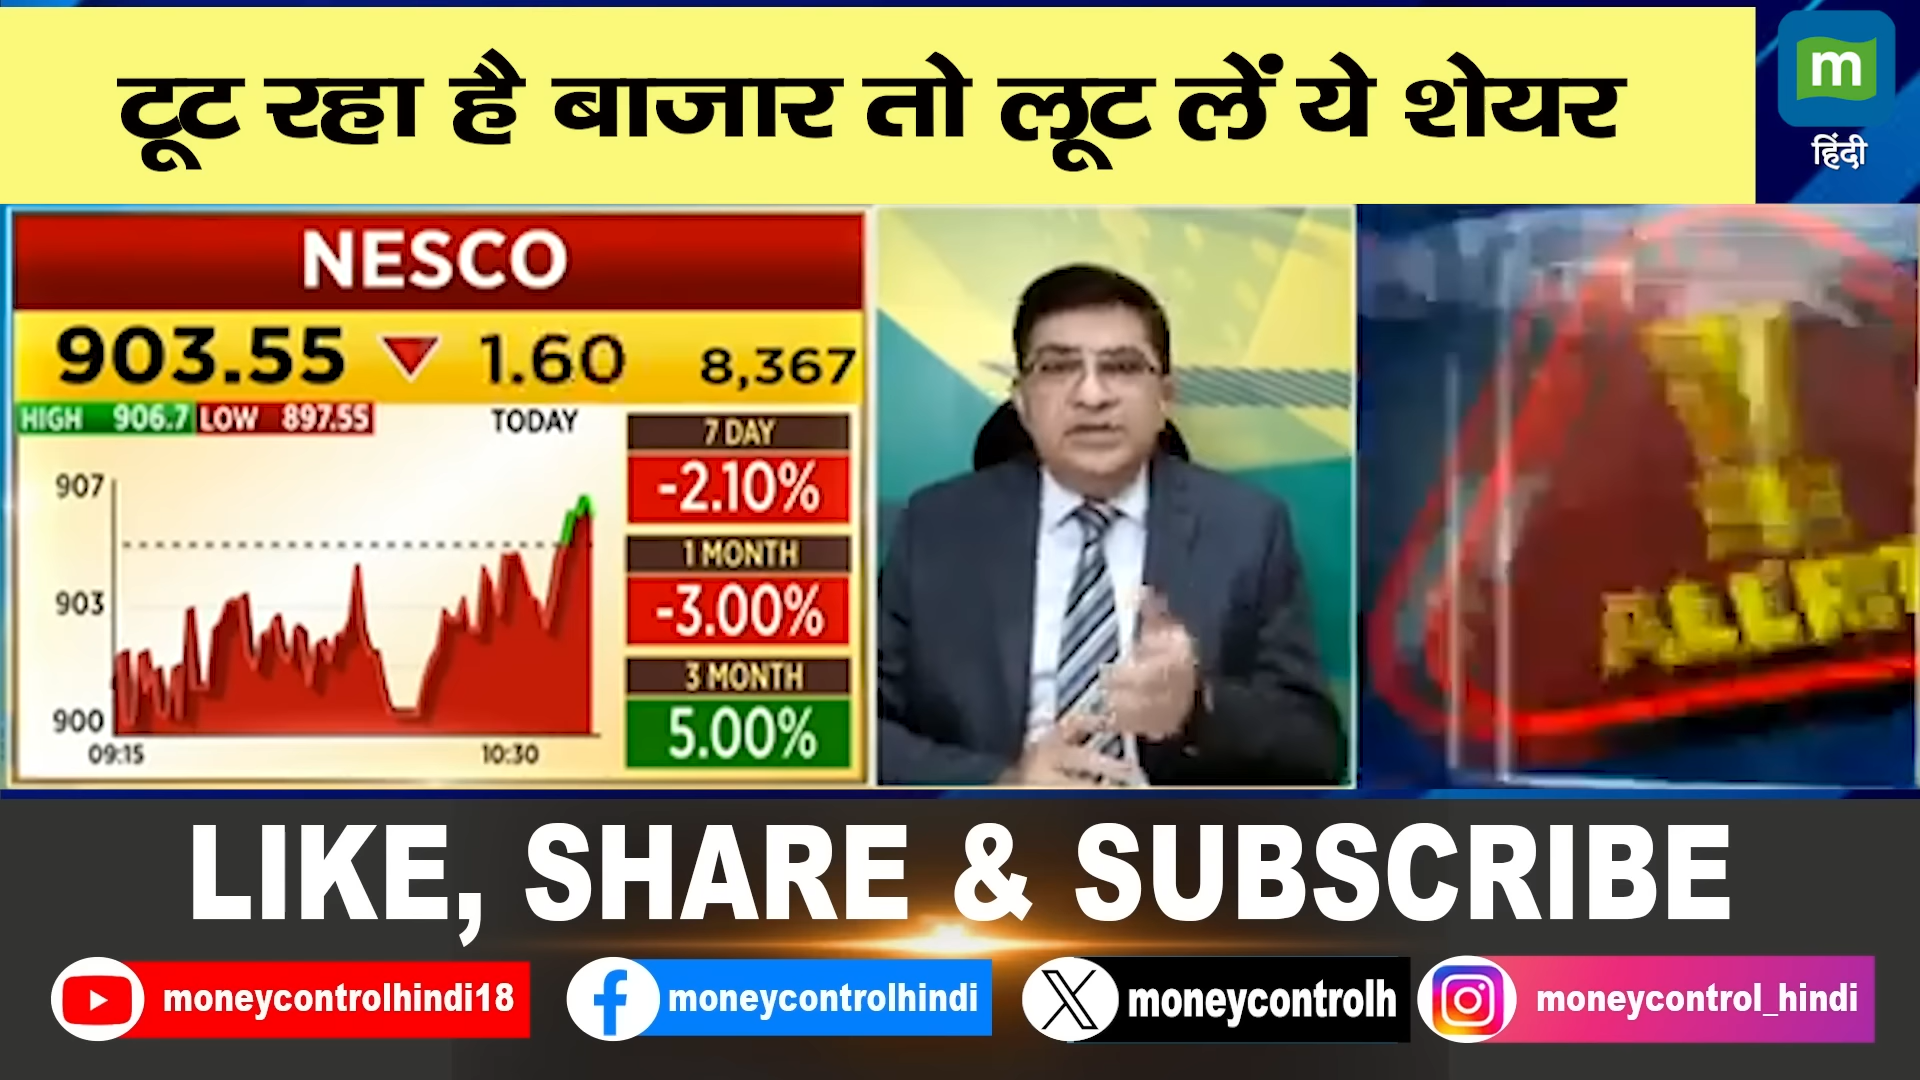 टूट रहा है बाजार तो लूट लें ये शेयर
m
हिंदी
NESCO
903.55 ▼ 1.60 8,367
HIGH 906.7 LOW 897.55 TODAY
907
903
900
09:15 10:30
7 DAY
-2.10%
1 MONTH
-3.00%
3 MONTH
5.00%
ALERT
LIKE, SHARE & SUBSCRIBE
moneycontrolhindi18
moneycontrolhindi
moneycontrolh
moneycontrol_hindi